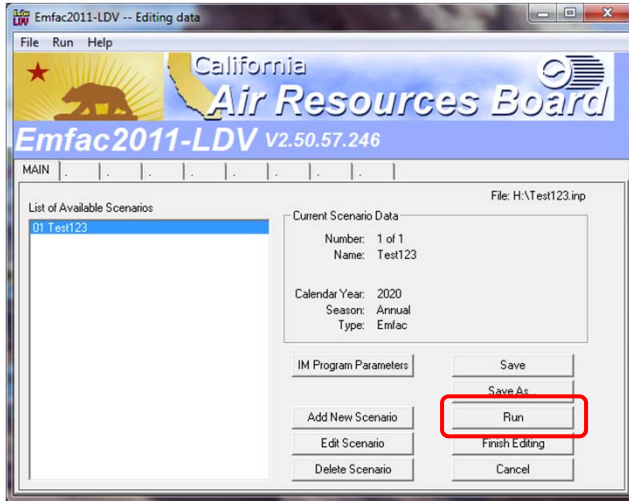 Emfac2011-LDV -- Editing data
File Run Help
California
Air Resources Board
Emfac2011-LDV V2.50.57.246
MAIN . . . . . . . .
File: H:\Test123.inp
List of Available Scenarios
01 Test123
Current Scenario Data
Number: 1 of 1
Name: Test123
Calendar Year: 2020
Season: Annual
Type: Emfac
IM Program Parameters
Save
Save As...
Add New Scenario
Run
Edit Scenario
Finish Editing
Delete Scenario
Cancel